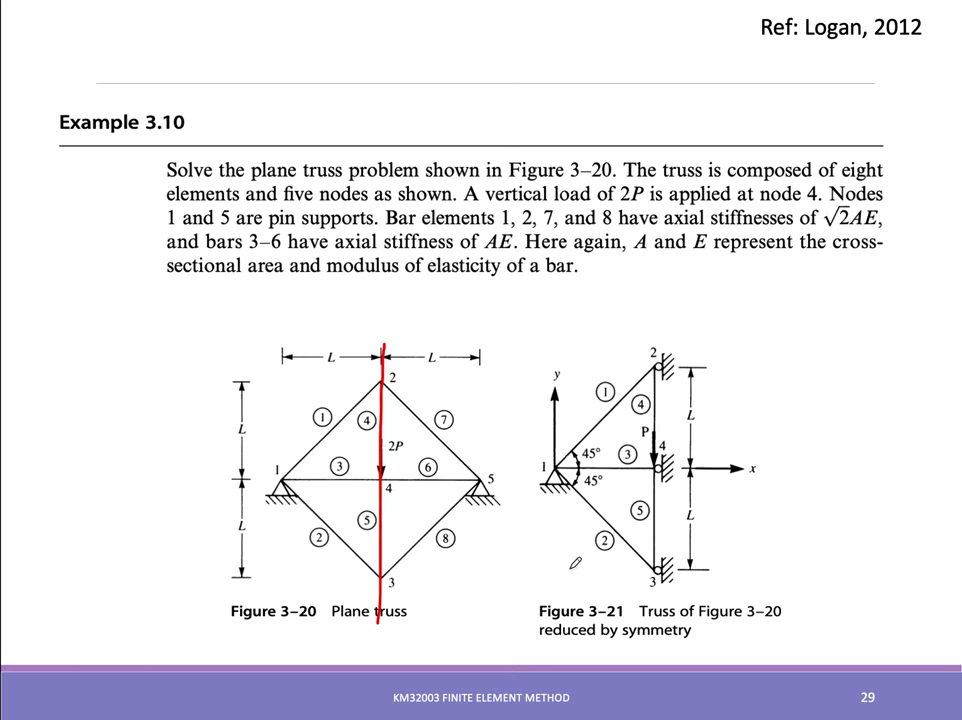 Ref: Logan, 2012
Example 3.10
Solve the plane truss problem shown in Figure 3–20. The truss is composed of eight
elements and five nodes as shown. A vertical load of 2P is applied at node 4. Nodes
1 and 5 are pin supports. Bar elements 1, 2, 7, and 8 have axial stiffnesses of √2AE,
and bars 3–6 have axial stiffness of AE. Here again, A and E represent the cross-
sectional area and modulus of elasticity of a bar.
L L
2
1 4 7
L
2P
3 6
1 5
4
5
L
2 8
3
Figure 3–20 Plane truss
2
y
1
4
L
P
4
45° 3
1 x
45°
5 L
2
3
Figure 3–21 Truss of Figure 3–20
reduced by symmetry
KM32003 FINITE ELEMENT METHOD
29